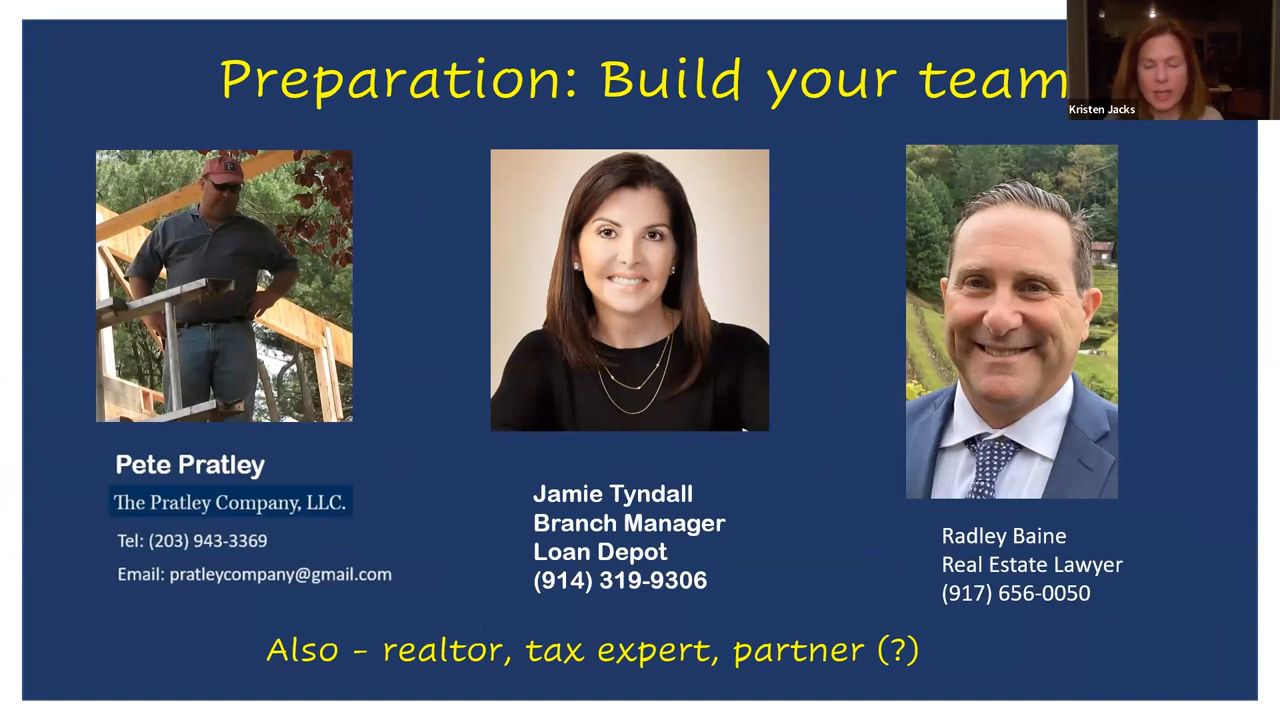 Preparation: Build your team
Kristen Jacks
Pete Pratley
The Pratley Company, LLC.
Tel: (203) 943-3369
Email: pratleycompany@gmail.com
Jamie Tyndall
Branch Manager
Loan Depot
(914) 319-9306
Radley Baine
Real Estate Lawyer
(917) 656-0050
Also - realtor, tax expert, partner (?)